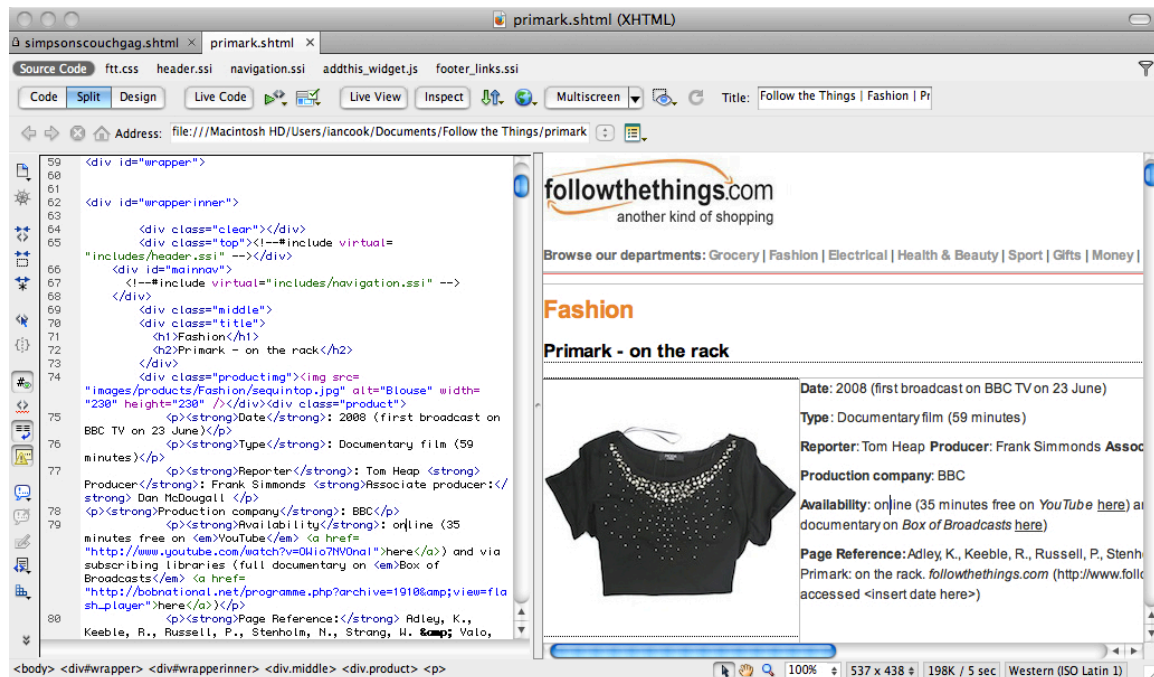 primark.shtml (XHTML)
simpsonscouchgag.shtml × primark.shtml ×
Source Code ftt.css header.ssi navigation.ssi addthis_widget.js footer_links.ssi
Code Split Design Live Code Live View Inspect Multiscreen Title: Follow the Things | Fashion | Pr
Address: file:///Macintosh HD/Users/iancook/Documents/Follow the Things/primark
59 <div id="wrapper">
60
61
62 <div id="wrapperinner">
63
64 <div class="clear"></div>
65 <div class="top"><!--#include virtual=
"includes/header.ssi" --></div>
66 <div id="mainnav">
67 <!--#include virtual="includes/navigation.ssi" -->
68 </div>
69 <div class="middle">
70 <div class="title">
71 <h1>Fashion</h1>
72 <h2>Primark - on the rack</h2>
73 </div>
74 <div class="productimg"><img src=
"images/products/Fashion/sequintop.jpg" alt="Blouse" width=
"230" height="230" /></div><div class="product">
75 <p><strong>Date</strong>: 2008 (first broadcast on
BBC TV on 23 June)</p>
76 <p><strong>Type</strong>: Documentary film (59
minutes)</p>
77 <p><strong>Reporter</strong>: Tom Heap <strong>
Producer</strong>: Frank Simmonds <strong>Associate producer:</
strong> Dan McDougall </p>
78 <p><strong>Production company</strong>: BBC</p>
79 <p><strong>Availability</strong>: online (35
minutes free on <em>YouTube</em> <a href=
"http://www.youtube.com/watch?v=OWio7NVOnaI">here</a>) and via
subscribing libraries (full documentary on <em>Box of
Broadcasts</em> <a href=
"http://bobnational.net/programme.php?archive=1910&amp;view=fla
sh_player">here</a>)</p>
80 <p><strong>Page Reference:</strong> Adley, K.,
Keeble, R., Russell, P., Stenholm, N., Strang, W. &amp; Valo,
followthethings.com
another kind of shopping
Browse our departments: Grocery | Fashion | Electrical | Health & Beauty | Sport | Gifts | Money |
Fashion
Primark - on the rack
Date: 2008 (first broadcast on BBC TV on 23 June)
Type: Documentary film (59 minutes)
Reporter: Tom Heap Producer: Frank Simmonds Assoc
Production company: BBC
Availability: online (35 minutes free on YouTube here) an
documentary on Box of Broadcasts here)
Page Reference: Adley, K., Keeble, R., Russell, P., Stenh
Primark: on the rack. followthethings.com (http://www.follo
accessed <insert date here>)
<body> <div#wrapper> <div#wrapperinner> <div.middle> <div.product> <p>
100% 537 x 438 198K / 5 sec Western (ISO Latin 1)